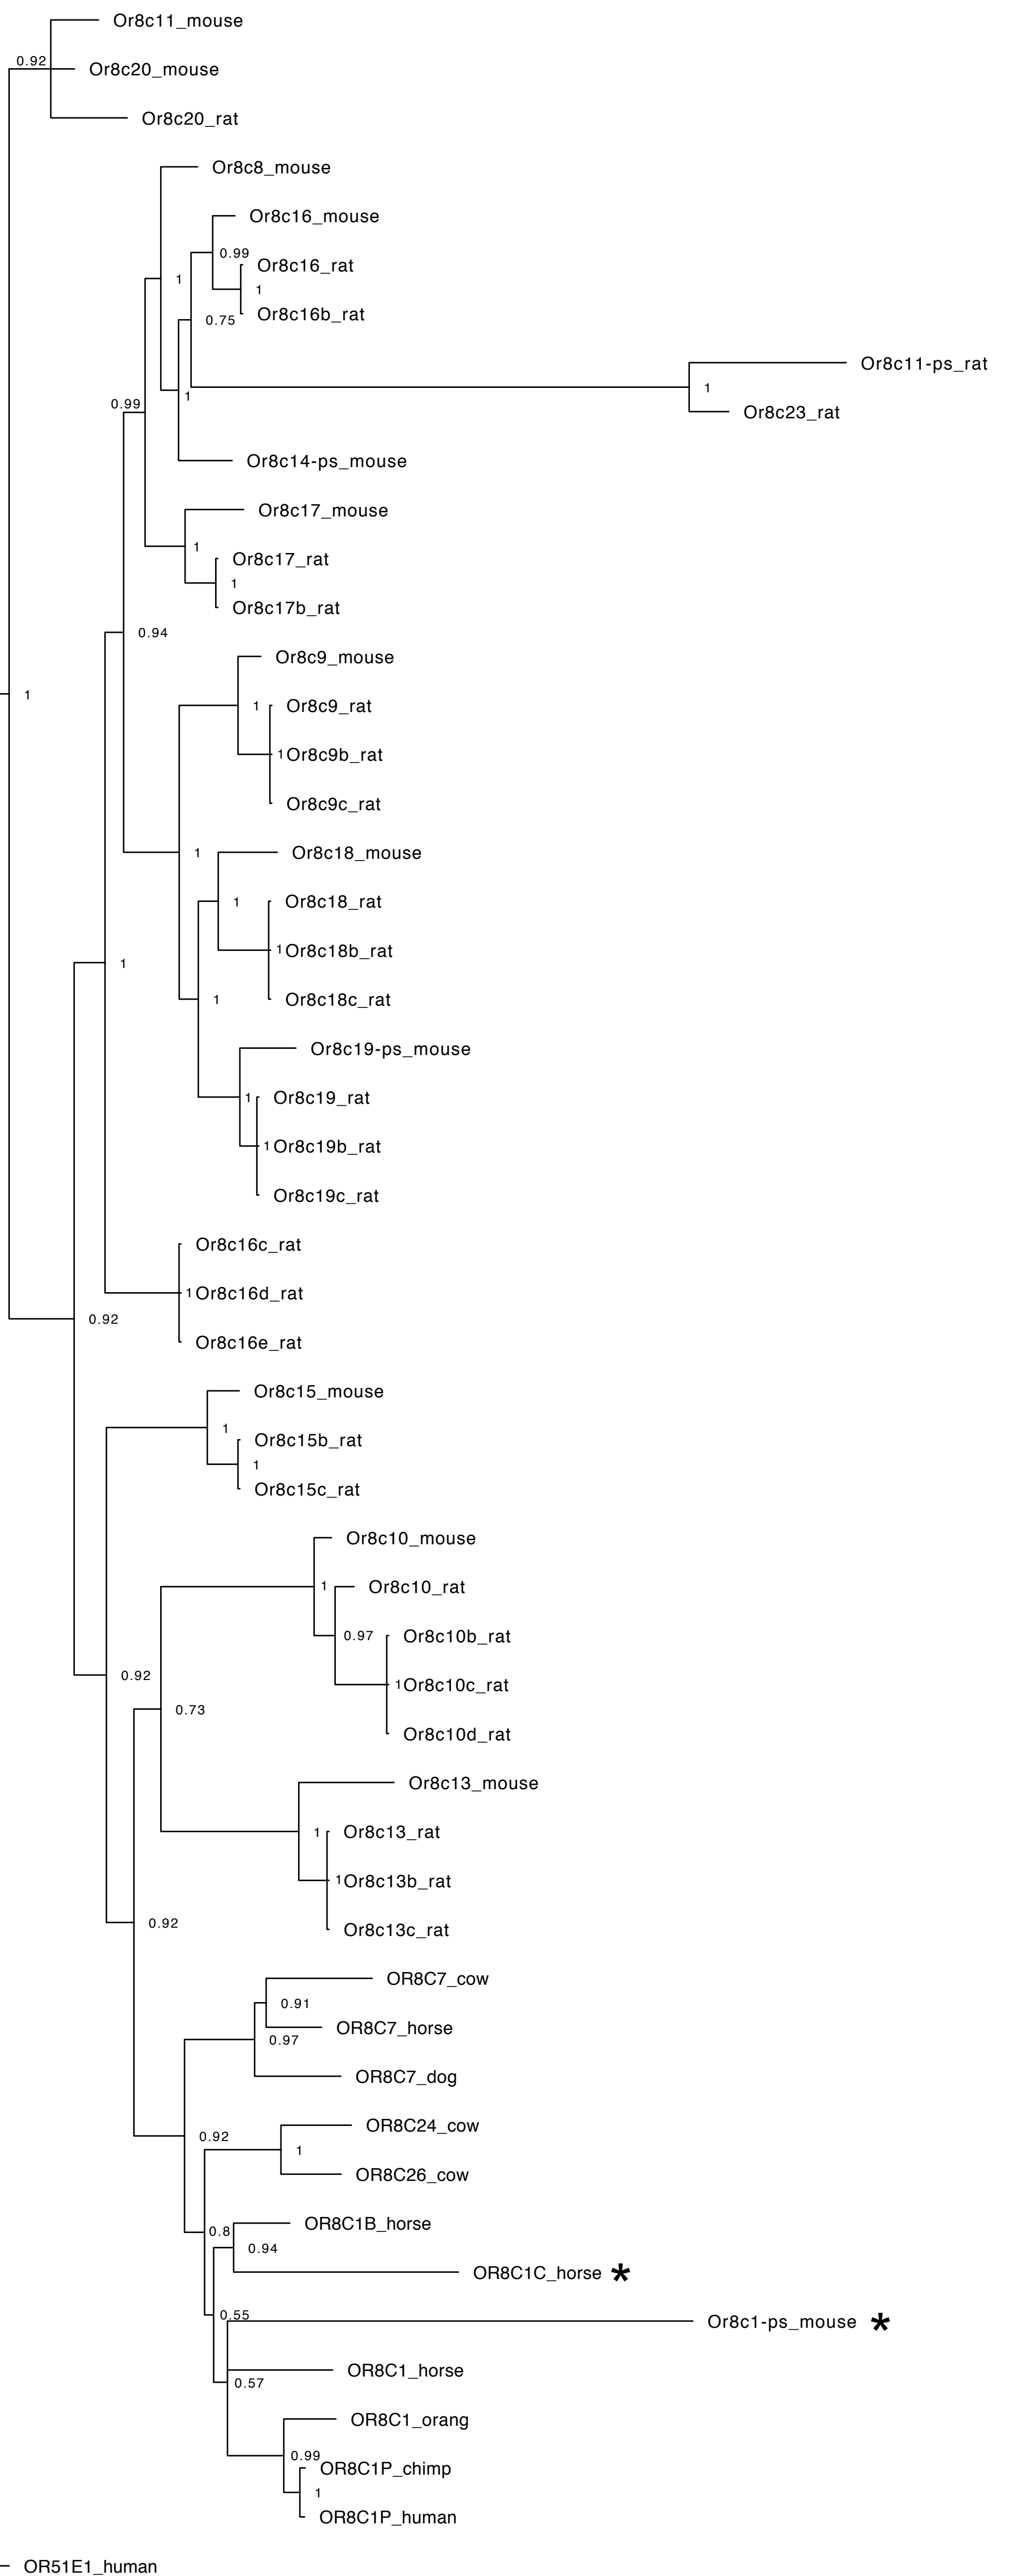 Or8c11_mouse
0.92
Or8c20_mouse
Or8c20_rat
Or8c8_mouse
Or8c16_mouse
0.99
Or8c16_rat
1
1
Or8c16b_rat
0.75
Or8c11-ps_rat
1
1
0.99
Or8c23_rat
Or8c14-ps_mouse
Or8c17_mouse
1
Or8c17_rat
1
Or8c17b_rat
0.94
Or8c9_mouse
1
1
Or8c9_rat
1 Or8c9b_rat
Or8c9c_rat
1
Or8c18_mouse
1
Or8c18_rat
1 Or8c18b_rat
1
1
Or8c18c_rat
Or8c19-ps_mouse
1
Or8c19_rat
1 Or8c19b_rat
Or8c19c_rat
Or8c16c_rat
1 Or8c16d_rat
0.92
Or8c16e_rat
Or8c15_mouse
1
Or8c15b_rat
1
Or8c15c_rat
Or8c10_mouse
1
Or8c10_rat
0.97
Or8c10b_rat
0.92
1 Or8c10c_rat
0.73
Or8c10d_rat
Or8c13_mouse
1
Or8c13_rat
1 Or8c13b_rat
0.92
Or8c13c_rat
OR8C7_cow
0.91
OR8C7_horse
0.97
OR8C7_dog
OR8C24_cow
0.92
1
OR8C26_cow
OR8C1B_horse
0.8
0.94
OR8C1C_horse *
0.55
Or8c1-ps_mouse *
OR8C1_horse
0.57
OR8C1_orang
0.99
OR8C1P_chimp
1
OR8C1P_human
OR51E1_human